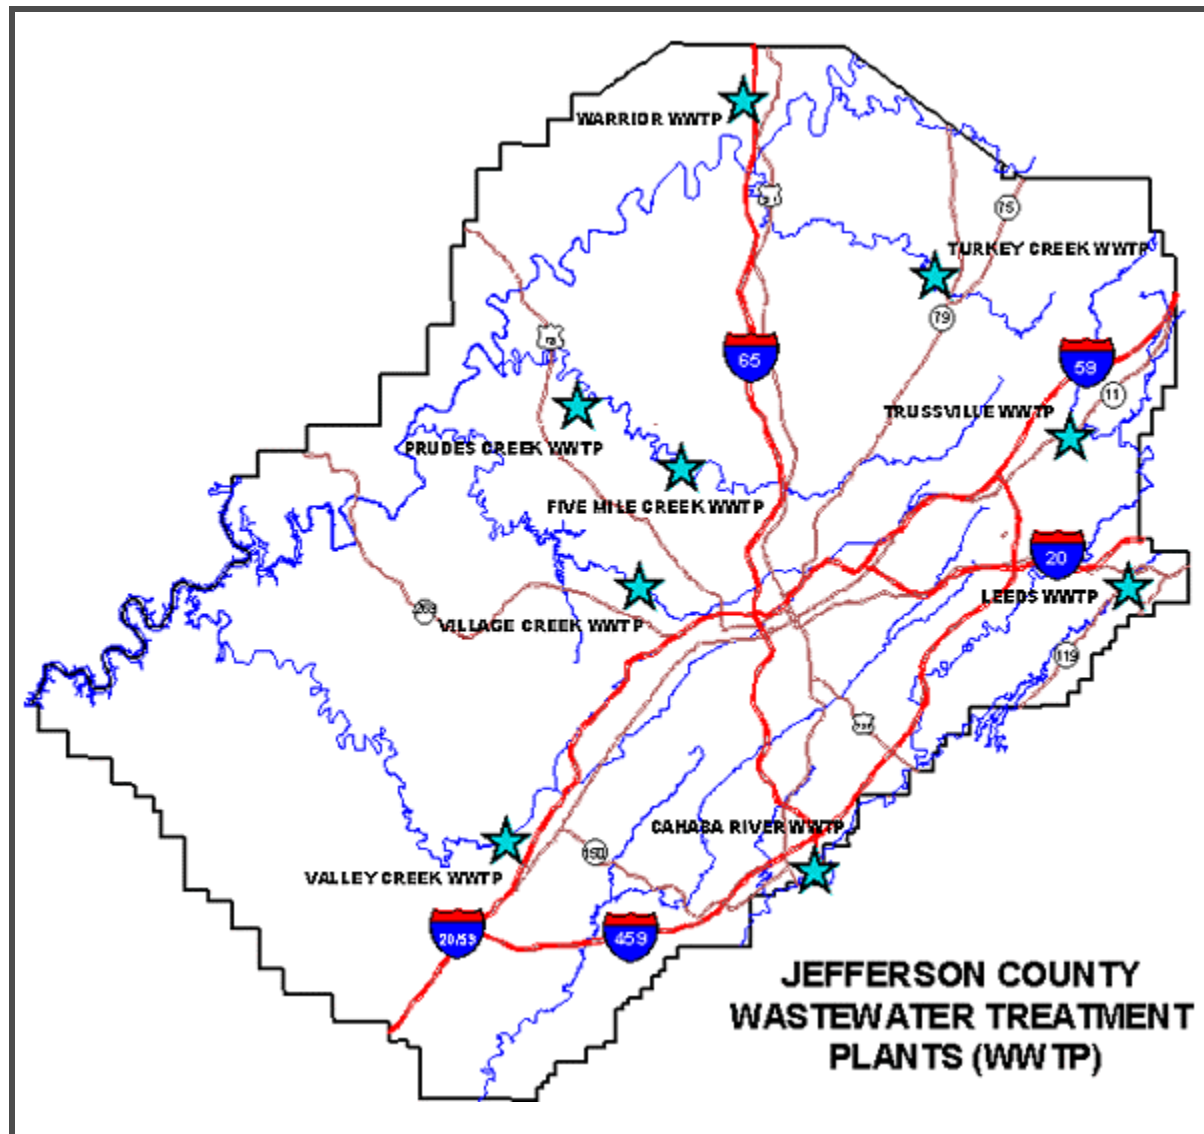 WARRIOR WWTP
75
TURKEY CREEK WWTP
79
78
65
59
11
TRUSSVILLE WWTP
PRUDES CREEK WWTP
FIVE MILE CREEK WWTP
20
LEEDS WWTP
269
VILLAGE CREEK WWTP
119
CAHABA RIVER WWTP
150
VALLEY CREEK WWTP
20/59
459
JEFFERSON COUNTY
WASTEWATER TREATMENT
PLANTS (WWTP)